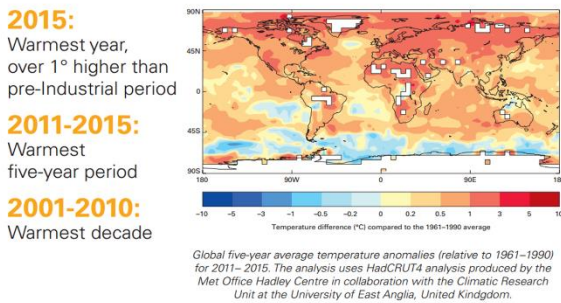 2015:
Warmest year,
over 1° higher than
pre-Industrial period
2011-2015:
Warmest
five-year period
2001-2010:
Warmest decade
90N
45N
0
45S
90S
180
90W
0
90E
18
-10
-5
-3
-1
-0.5
-0.2
0
0.2
0.5
1
3
5
10
Temperature difference (°C) compared to the 1961–1990 average
Global five-year average temperature anomalies (relative to 1961–1990)
for 2011– 2015. The analysis uses HadCRUT4 analysis produced by the
Met Office Hadley Centre in collaboration with the Climatic Research
Unit at the University of East Anglia, United Kindgdom.